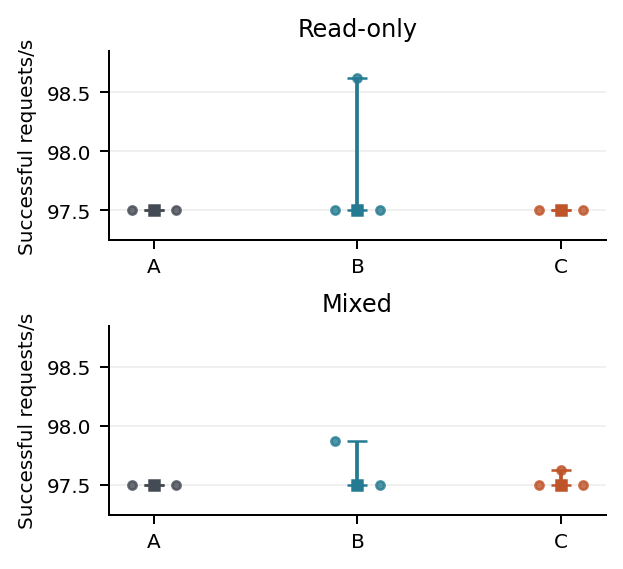 Read-only
Successful requests/s
98.5
98.0
97.5
A B C
Mixed
Successful requests/s
98.5
98.0
97.5
A B C